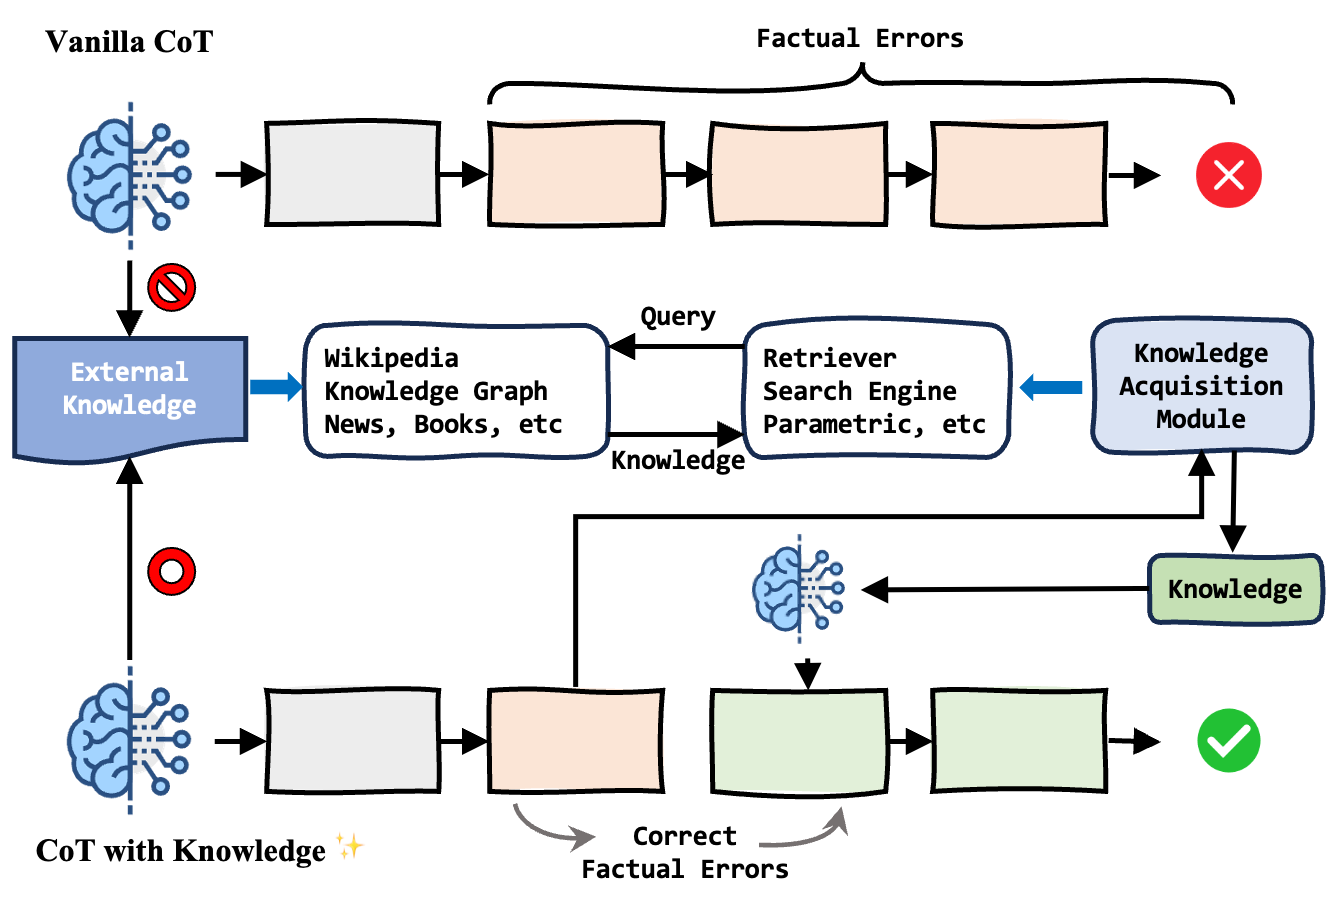 Vanilla CoT
Factual Errors
Query
External
Knowledge
Wikipedia
Knowledge Graph
News, Books, etc
Retriever
Search Engine
Parametric, etc
Knowledge
Acquisition
Module
Knowledge
Knowledge
CoT with Knowledge ✨
Correct
Factual Errors